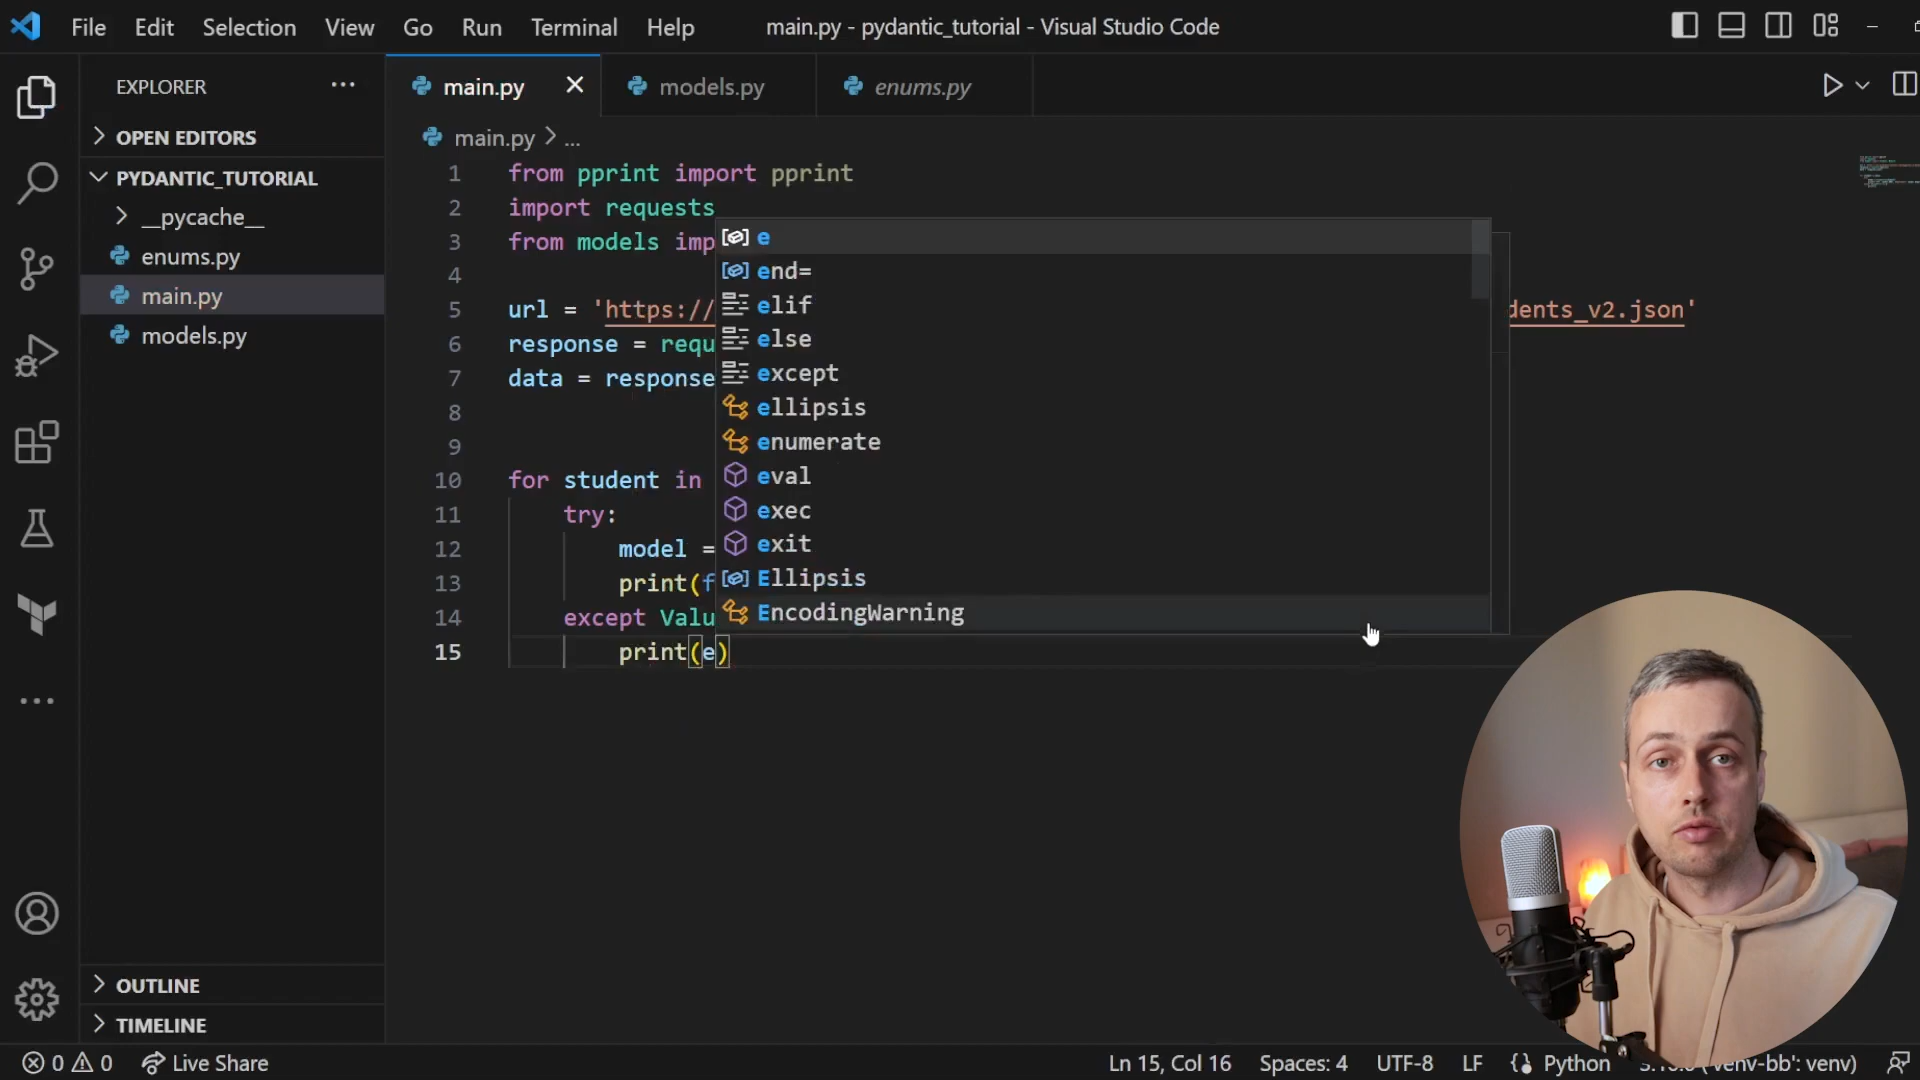 File Edit Selection View Go Run Terminal Help
main.py - pydantic_tutorial - Visual Studio Code
EXPLORER
OPEN EDITORS
PYDANTIC_TUTORIAL
__pycache__
enums.py
main.py
models.py
OUTLINE
TIMELINE
main.py models.py enums.py
main.py > ...
1 from pprint import pprint
2 import requests
3 from models imp
4
5 url = 'https:// dents_v2.json'
6 response = requ
7 data = response
8
9
10 for student in
11 try:
12 model =
13 print(f
14 except Valu
15 print(e)
e
end=
elif
else
except
ellipsis
enumerate
eval
exec
exit
Ellipsis
EncodingWarning
0 0 Live Share
Ln 15, Col 16 Spaces: 4 UTF-8 LF Python venv-bb': venv)